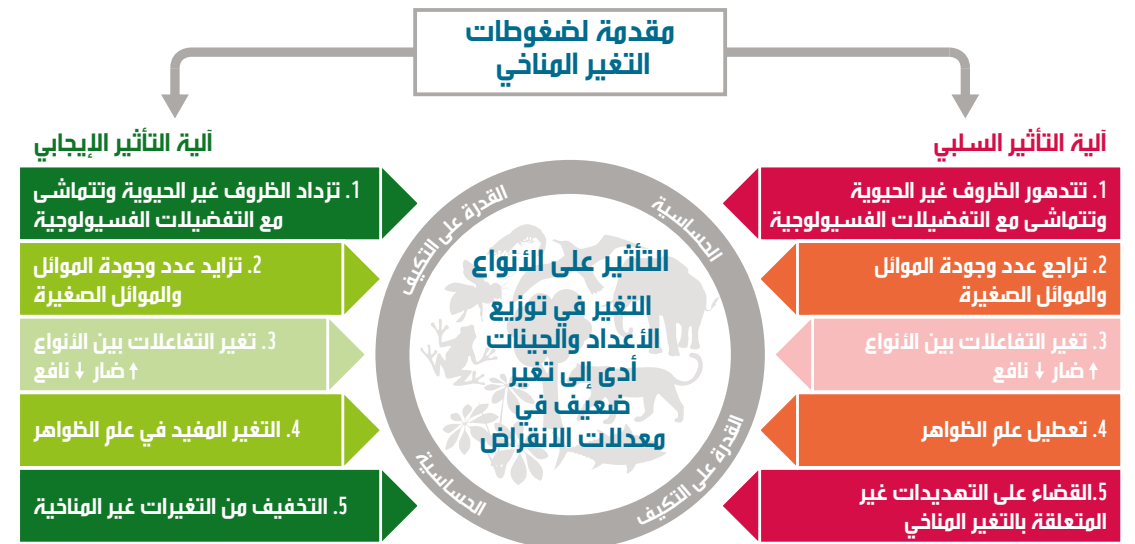 مقدمة لضغوطات
التغير المناخي
آلية التأثير السلبي
1. تتدهور الظروف غير الحيوية
وتتماشى مع التفضيلات الفسيولوجية
2. تراجع عدد وجودة الموائل
والموائل الصغيرة
3. تغير التفاعلات بين الأنواع
↑ ضار ↓ نافع
4. تعطيل علم الظواهر
5.القضاء على التهديدات غير
المتعلقة بالتغير المناخي
الحساسية
القدرة على التكيف
التأثير على الأنواع
التغير في توزيع
الأعداد والجينات
أدى إلى تغير
ضعيف في
معدلات الانقراض
القدرة على التكيف
الحساسية
آلية التأثير الإيجابي
1. تزداد الظروف غير الحيوية وتتماشى
مع التفضيلات الفسيولوجية
2. تزايد عدد وجودة الموائل
والموائل الصغيرة
3. تغير التفاعلات بين الأنواع
↑ ضار ↓ نافع
4. التغير المفيد في علم الظواهر
5. التخفيف من التغيرات غير المناخية